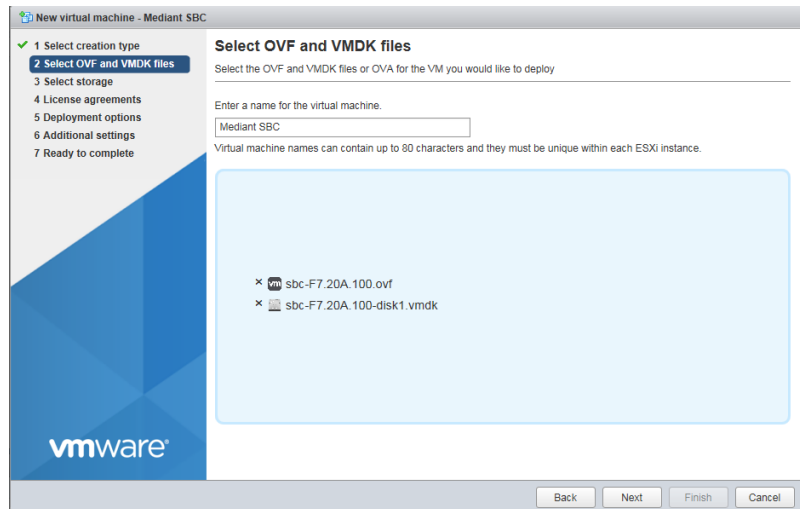 New virtual machine - Mediant SBC
1 Select creation type
2 Select OVF and VMDK files
3 Select storage
4 License agreements
5 Deployment options
6 Additional settings
7 Ready to complete
Select OVF and VMDK files
Select the OVF and VMDK files or OVA for the VM you would like to deploy
Enter a name for the virtual machine.
Mediant SBC
Virtual machine names can contain up to 80 characters and they must be unique within each ESXi instance.
× vm sbc-F7.20A.100.ovf
× sbc-F7.20A.100-disk1.vmdk
vmware®
Back Next Finish Cancel